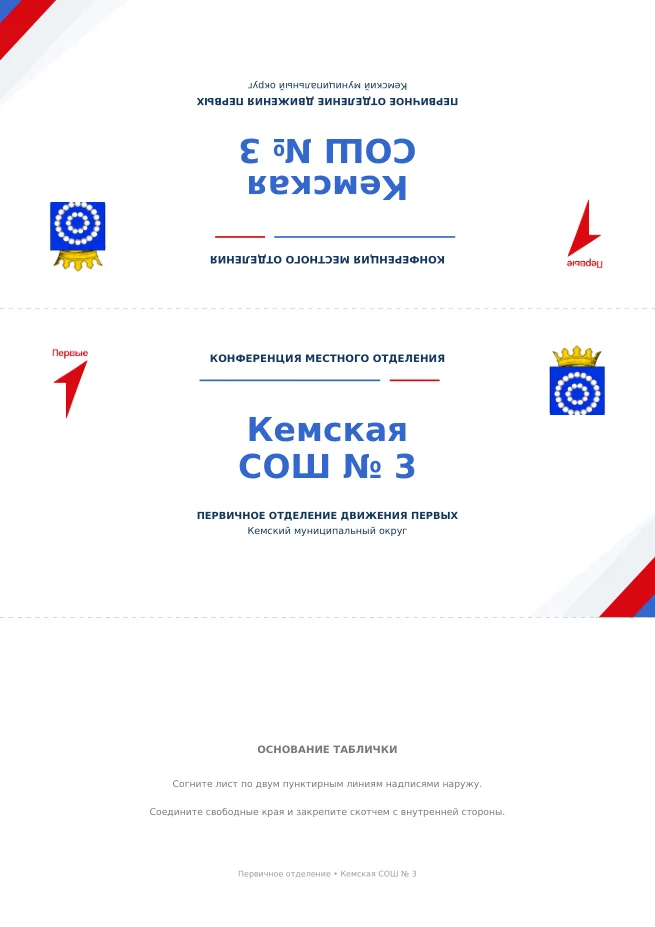 Кемский муниципальный округ
ПЕРВИЧНОЕ ОТДЕЛЕНИЕ ДВИЖЕНИЯ ПЕРВЫХ
СОШ № 3
Кемская
КОНФЕРЕНЦИЯ МЕСТНОГО ОТДЕЛЕНИЯ
Первые
Первые
КОНФЕРЕНЦИЯ МЕСТНОГО ОТДЕЛЕНИЯ
Кемская
СОШ № 3
ПЕРВИЧНОЕ ОТДЕЛЕНИЕ ДВИЖЕНИЯ ПЕРВЫХ
Кемский муниципальный округ
ОСНОВАНИЕ ТАБЛИЧКИ
Согните лист по двум пунктирным линиям надписями наружу.
Соедините свободные края и закрепите скотчем с внутренней стороны.
Первичное отделение • Кемская СОШ № 3